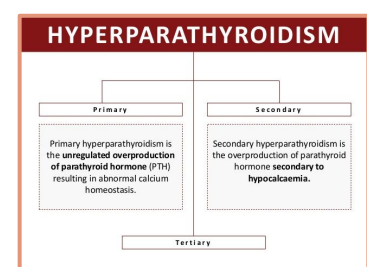 HYPERPARATHYROIDISM
Primary
Secondary
Primary hyperparathyroidism is
the unregulated overproduction
of parathyroid hormone (PTH)
resulting in abnormal calcium
homeostasis.
Secondary hyperparathyroidism is
the overproduction of parathyroid
hormone secondary to
hypocalcaemia.
Tertiary